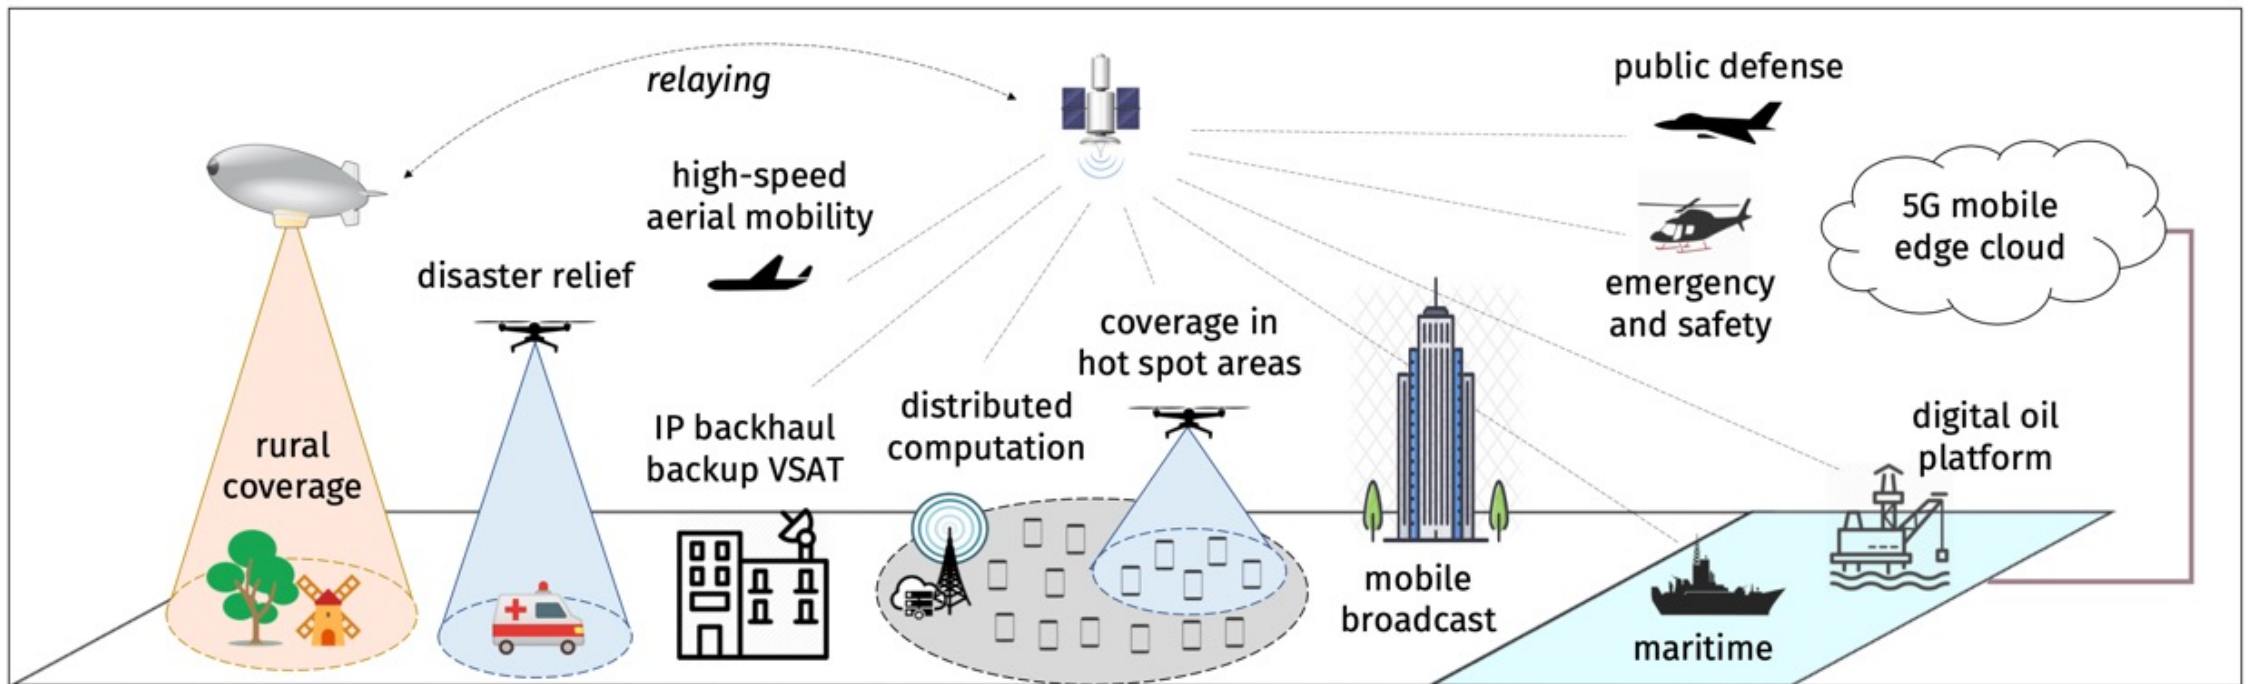 relaying
public defense
high-speed
aerial mobility
5G mobile
edge cloud
disaster relief
emergency
and safety
coverage in
hot spot areas
distributed
computation
IP backhaul
backup VSAT
digital oil
platform
rural
coverage
mobile
broadcast
maritime